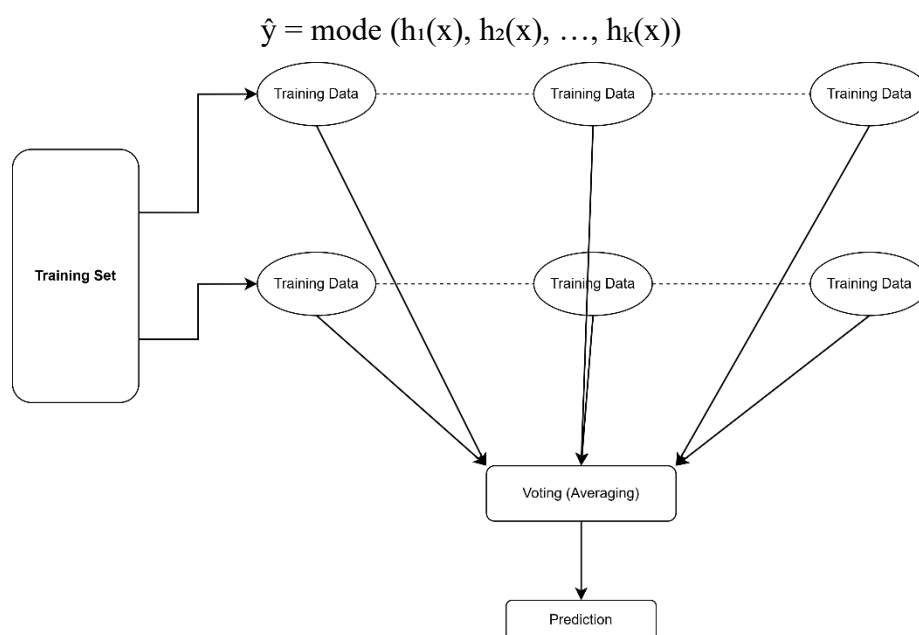 ŷ = mode (h₁(x), h₂(x), …, hₖ(x))
Training Data
Training Data
Training Data
Training Set
Training Data
Training Data
Training Data
Voting (Averaging)
Prediction